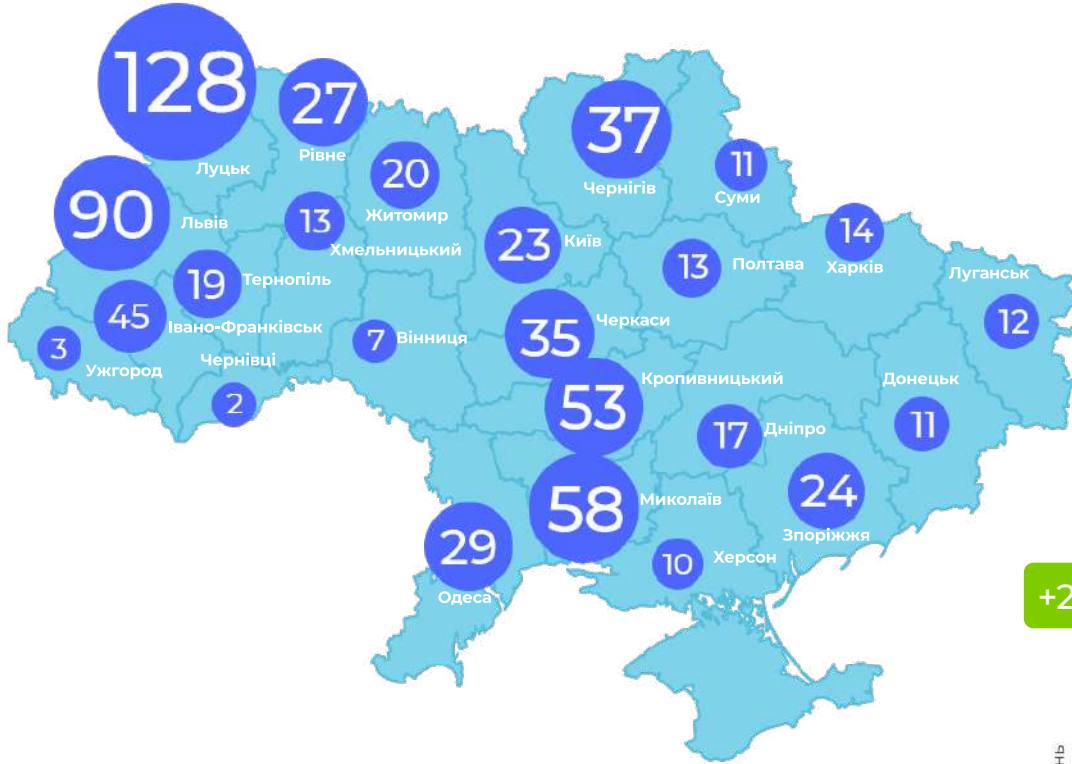 128
Луцьк
27
Рівне
20
Житомир
37
Чернігів
11
Суми
90
Львів
13
Хмельницький
23
Київ
13
Полтава
14
Харків
Луганськ
12
19
Тернопіль
45
Івано-Франківськ
3
Ужгород
Чернівці
2
7
Вінниця
35
Черкаси
53
Кропивницький
Донецьк
11
17
Дніпро
58
Миколаїв
24
Зпоріжжя
29
Одеса
10
Херсон
+2
нь